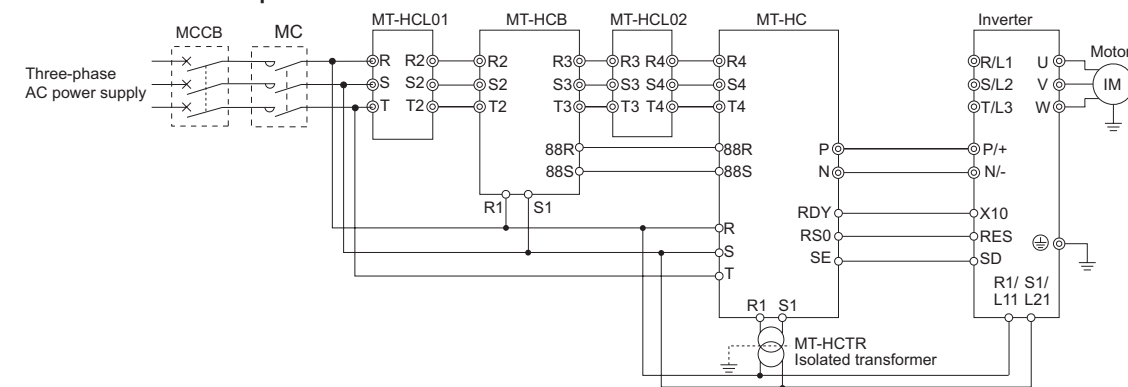 MCCB
MC
MT-HCL01
MT-HCB
MT-HCL02
MT-HC
Inverter
Motor
Three-phase
AC power supply
R R2 R2 R3 R3 R4 R4 R/L1 U
S S2 S2 S3 S3 S4 S4 S/L2 V IM
T T2 T2 T3 T3 T4 T4 T/L3 W
88R 88R P P/+
88S 88S N N/-
R1 S1
RDY X10
R RS0 RES
S SE SD
T
R1/ S1/
L11 L21
R1 S1
MT-HCTR
Isolated transformer